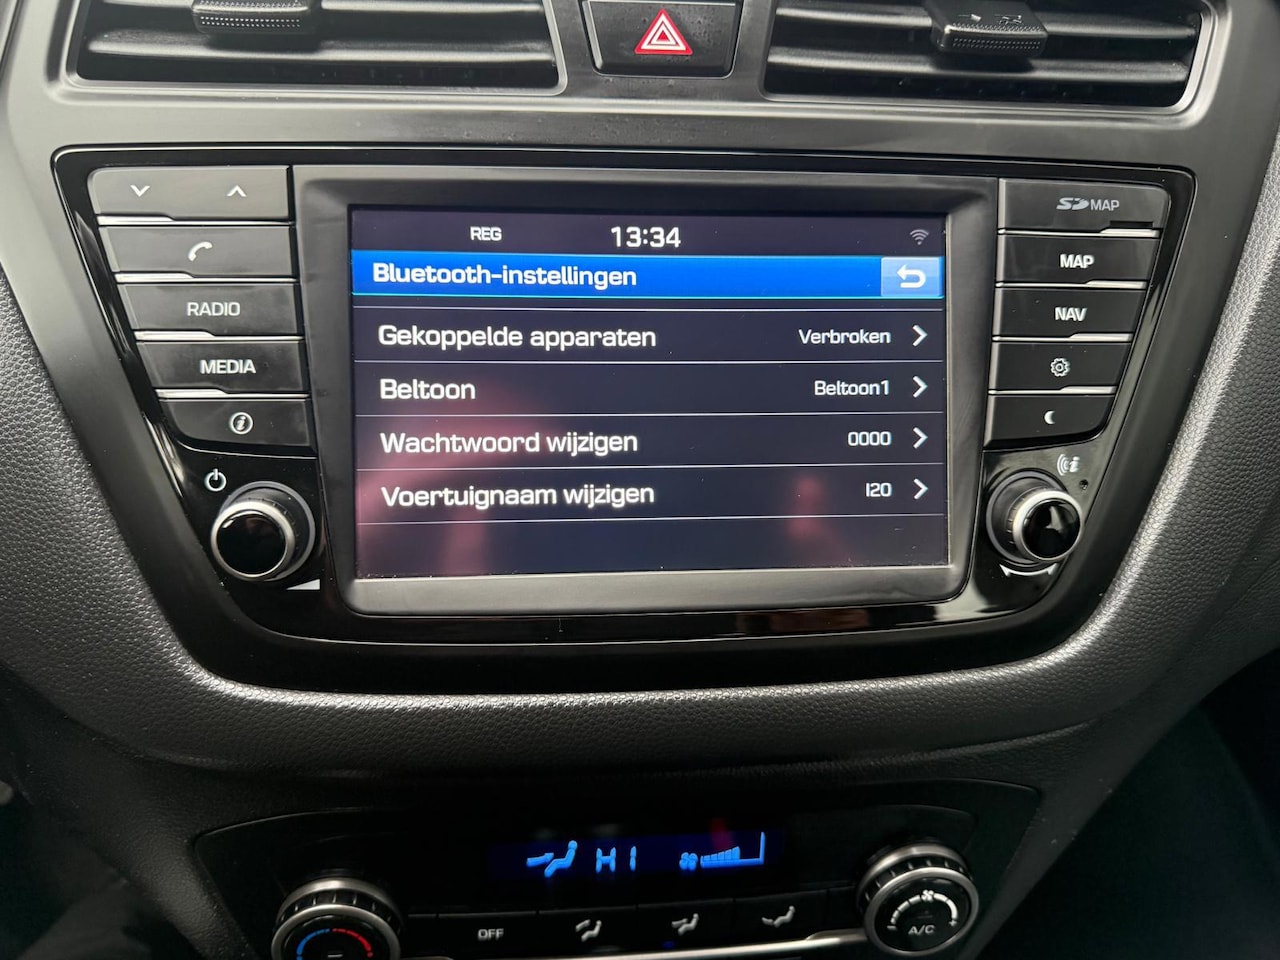 REG 13:34
Bluetooth-instellingen
Gekoppelde apparaten Verbroken
Beltoon Beltoon1
Wachtwoord wijzigen 0000
Voertuignaam wijzigen I20
RADIO
MEDIA
SD MAP
MAP
NAV
HI
OFF
A/C